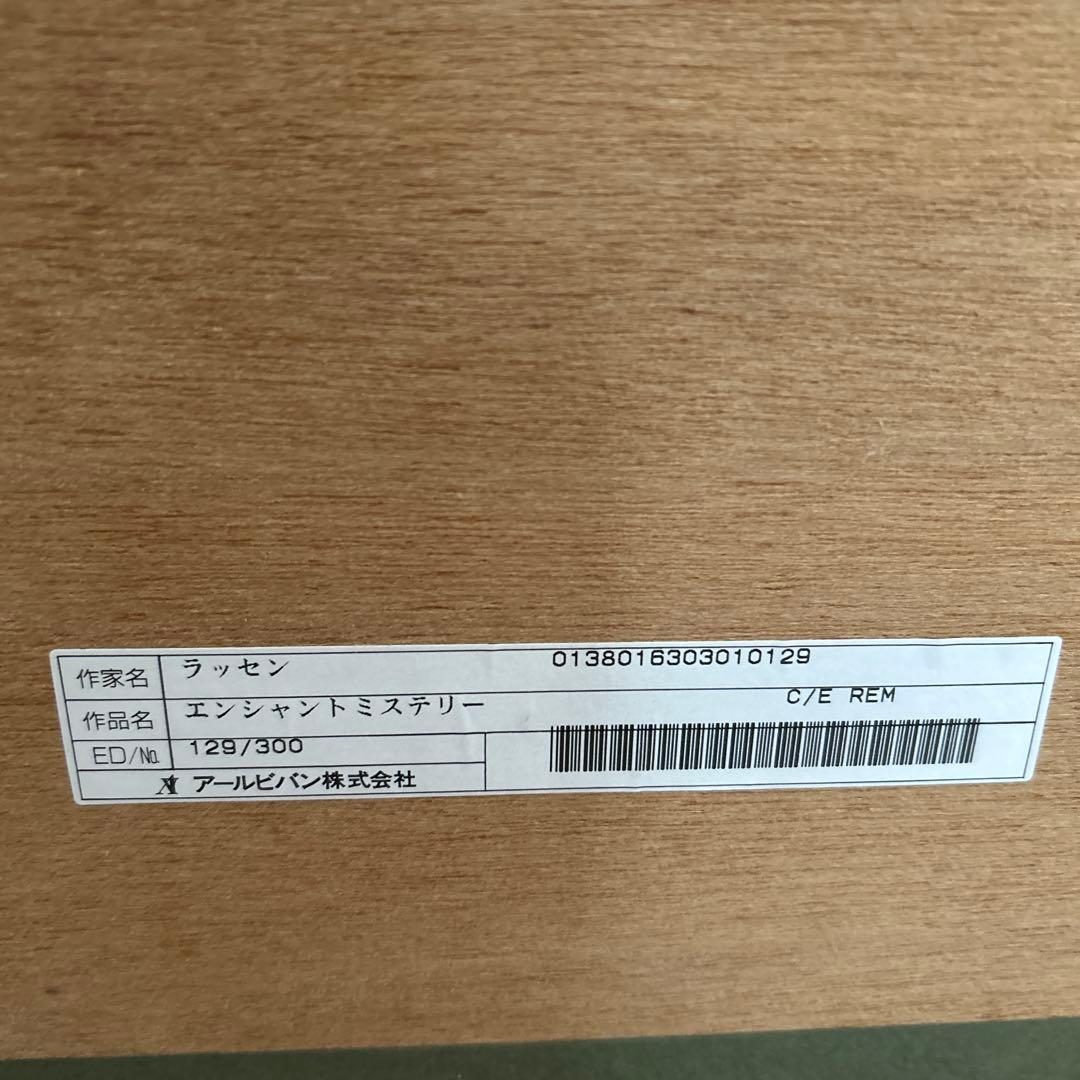 作家名 ラッセン 0138016303010129
作品名 エンシャントミステリー C/E REM
ED/No. 129/300
アールビバン株式会社